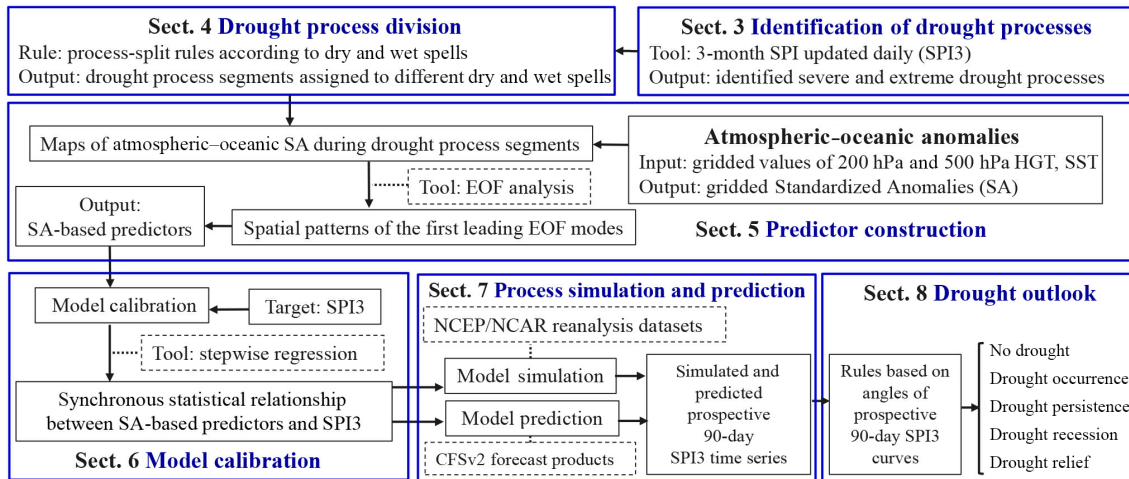 Sect. 4 Drought process division
Rule: process-split rules according to dry and wet spells
Output: drought process segments assigned to different dry and wet spells
Sect. 3 Identification of drought processes
Tool: 3-month SPI updated daily (SPI3)
Output: identified severe and extreme drought processes
Maps of atmospheric–oceanic SA during drought process segments
Atmospheric–oceanic anomalies
Input: gridded values of 200 hPa and 500 hPa HGT, SST
Output: gridded Standardized Anomalies (SA)
Tool: EOF analysis
Output:
SA-based predictors
Spatial patterns of the first leading EOF modes
Sect. 5 Predictor construction
Model calibration
Target: SPI3
Tool: stepwise regression
Synchronous statistical relationship
between SA-based predictors and SPI3
Sect. 6 Model calibration
Sect. 7 Process simulation and prediction
NCEP/NCAR reanalysis datasets
Model simulation
Model prediction
CFSv2 forecast products
Simulated and
predicted
prospective
90-day
SPI3 time series
Sect. 8 Drought outlook
Rules based on
angles of
prospective
90-day SPI3
curves
No drought
Drought occurrence
Drought persistence
Drought recession
Drought relief